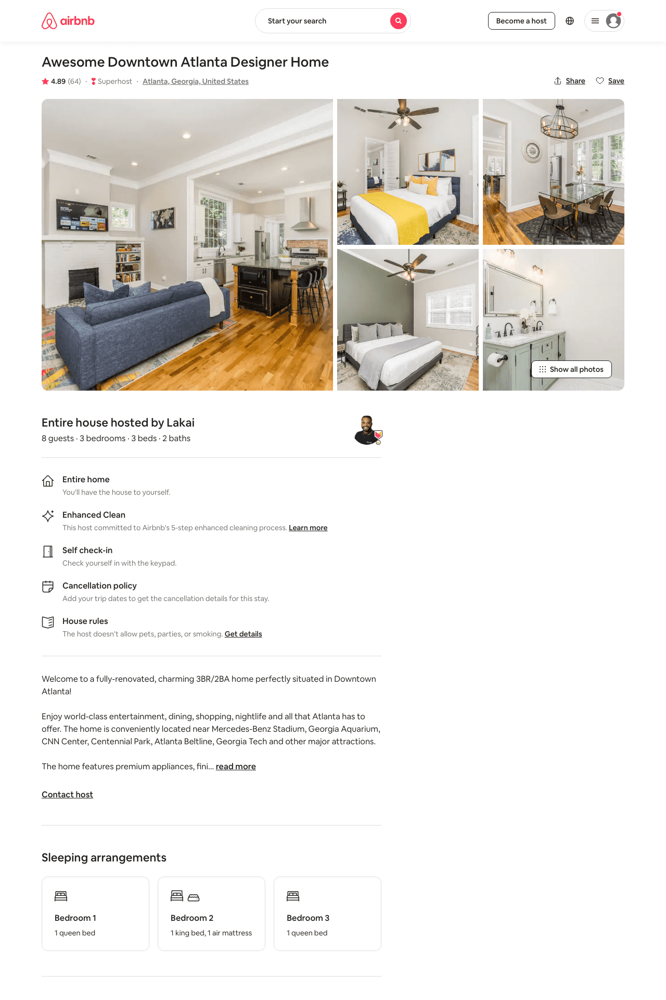 airbnb
Start your search
Become a host
Awesome Downtown Atlanta Designer Home
4.89 (64) · Superhost · Atlanta, Georgia, United States
Share
Save
Show all photos
Entire house hosted by Lakai
8 guests · 3 bedrooms · 3 beds · 2 baths
Entire home
You’ll have the house to yourself.
Enhanced Clean
This host committed to Airbnb's 5-step enhanced cleaning process. Learn more
Self check-in
Check yourself in with the keypad.
Cancellation policy
Add your trip dates to get the cancellation details for this stay.
House rules
The host doesn’t allow pets, parties, or smoking. Get details
Welcome to a fully-renovated, charming 3BR/2BA home perfectly situated in Downtown
Atlanta!
Enjoy world-class entertainment, dining, shopping, nightlife and all that Atlanta has to
offer. The home is conveniently located near Mercedes-Benz Stadium, Georgia Aquarium,
CNN Center, Centennial Park, Atlanta Beltline, Georgia Tech and other major attractions.
The home features premium appliances, fini... read more
Contact host
Sleeping arrangements
Bedroom 1
1 queen bed
Bedroom 2
1 king bed, 1 air mattress
Bedroom 3
1 queen bed